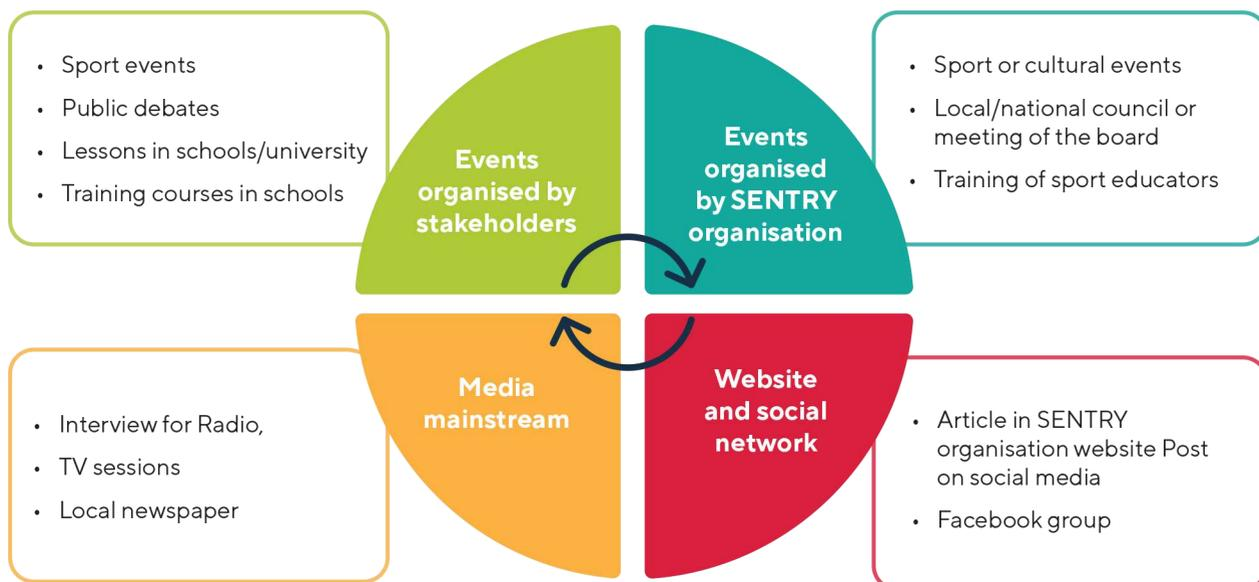 • Sport events
• Public debates
• Lessons in schools/university
• Training courses in schools
Events
organised by
stakeholders
Events
organised
by SENTRY
organisation
• Sport or cultural events
• Local/national council or
meeting of the board
• Training of sport educators
• Interview for Radio,
• TV sessions
• Local newspaper
Media
mainstream
Website
and social
network
• Article in SENTRY
organisation website Post
on social media
• Facebook group